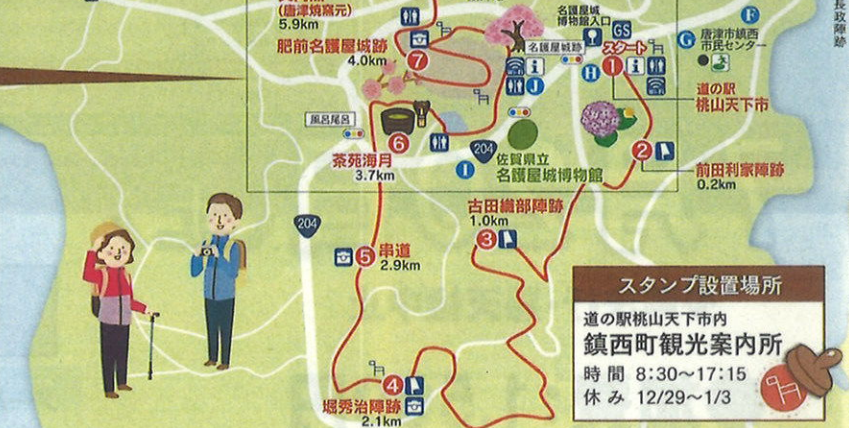 (唐津焼窯元)
5.9km
肥前名護屋城跡
4.0km
7
名護屋城
博物館入口
GS
F
G
唐津市鎮西
市民センター
長政陣跡
名護屋城跡
スタート
H
1
J
道の駅
桃山天下市
風呂尾呂
6
茶苑海月
3.7km
204
佐賀県立
名護屋城博物館
I
2
前田利家陣跡
0.2km
古田織部陣跡
1.0km
3
204
5
串道
2.9km
4
堀秀治陣跡
2.1km
スタンプ設置場所
道の駅桃山天下市内
鎮西町観光案内所
時間 8:30〜17:15
休み 12/29〜1/3